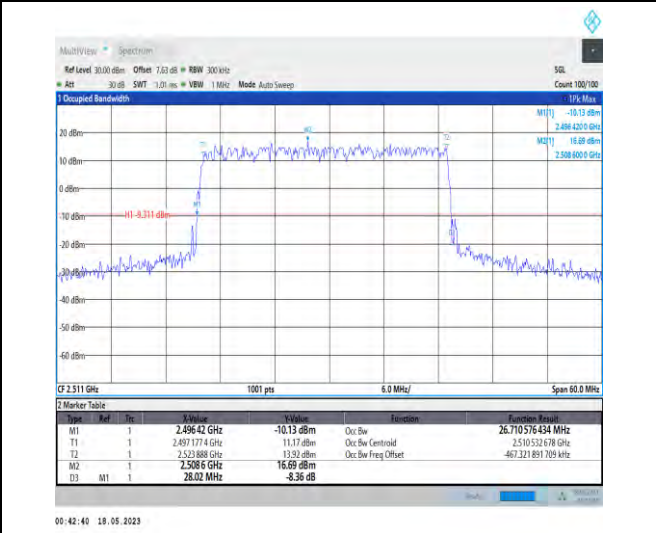 MultiView Spectrum
Ref Level 30.00 dBm Offset 7.63 dB RBW 300 kHz SGL
Att 30 dB SWT 1.01 ms VBW 1 MHz Mode Auto Sweep Count 100/100
1 Occupied Bandwidth 1Pk Max
M1[1] -10.13 dBm
2.496 4200 GHz
M2[1] 16.69 dBm
2.508 6000 GHz
20 dBm
10 dBm
0 dBm
-10 dBm
-20 dBm
-30 dBm
-40 dBm
-50 dBm
-60 dBm
T1
M2
T2
M1
H1 -9.311 dBm
CF 2.511 GHz 1001 pts 6.0 MHz/ Span 60.0 MHz
2 Marker Table
Type Ref Trc X-Value Y-Value Function Function Result
M1 1 2.496 42 GHz -10.13 dBm Occ Bw 26.710 576 434 MHz
T1 1 2.497 177 4 GHz 11.17 dBm Occ Bw Centroid 2.510 532 678 GHz
T2 1 2.523 888 GHz 13.92 dBm Occ Bw Freq Offset -467.321 891 709 kHz
M2 1 2.508 6 GHz 16.69 dBm
D3 M1 1 28.02 MHz -8.36 dB
00:42:40 18.05.2023